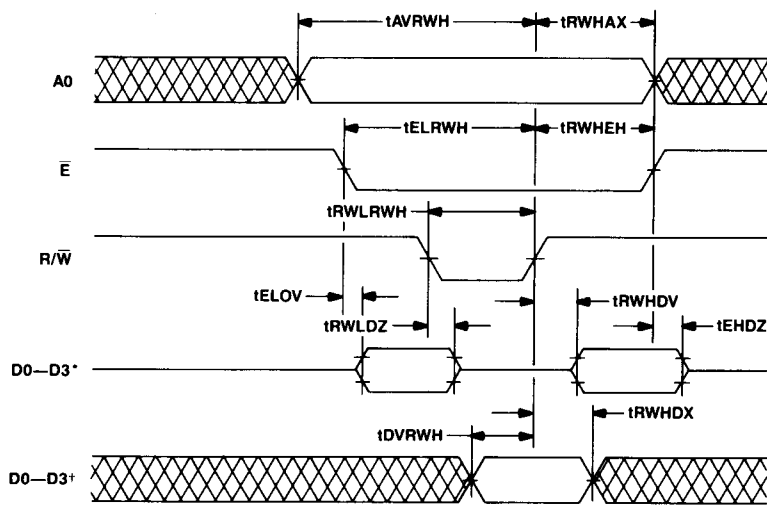 tAVRWH tRWHAX
A0
tELRWH tRWHEH
E̅
tRWLRWH
R/W̅
tELOV tRWHDV
tRWLDZ tEHDZ
D0—D3*
tRWHDX
tDVRWH
D0—D3†